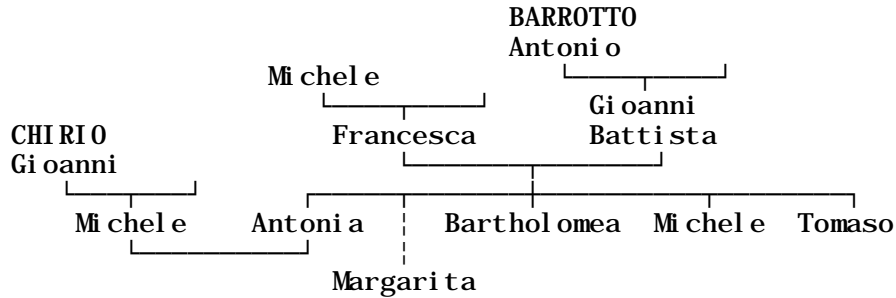 BARROTTO
Antonio
Michele
Gioanni
CHIRIO Francesca Battista
Gioanni
Michele Antonia Bartholomea Michele Tomaso
Margarita